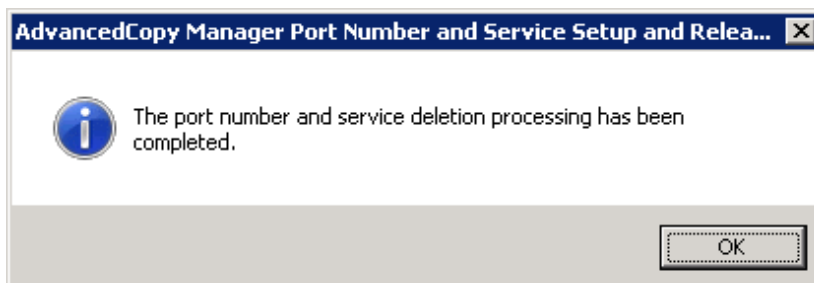 AdvancedCopy Manager Port Number and Service Setup and Relea...
The port number and service deletion processing has been
completed.
OK